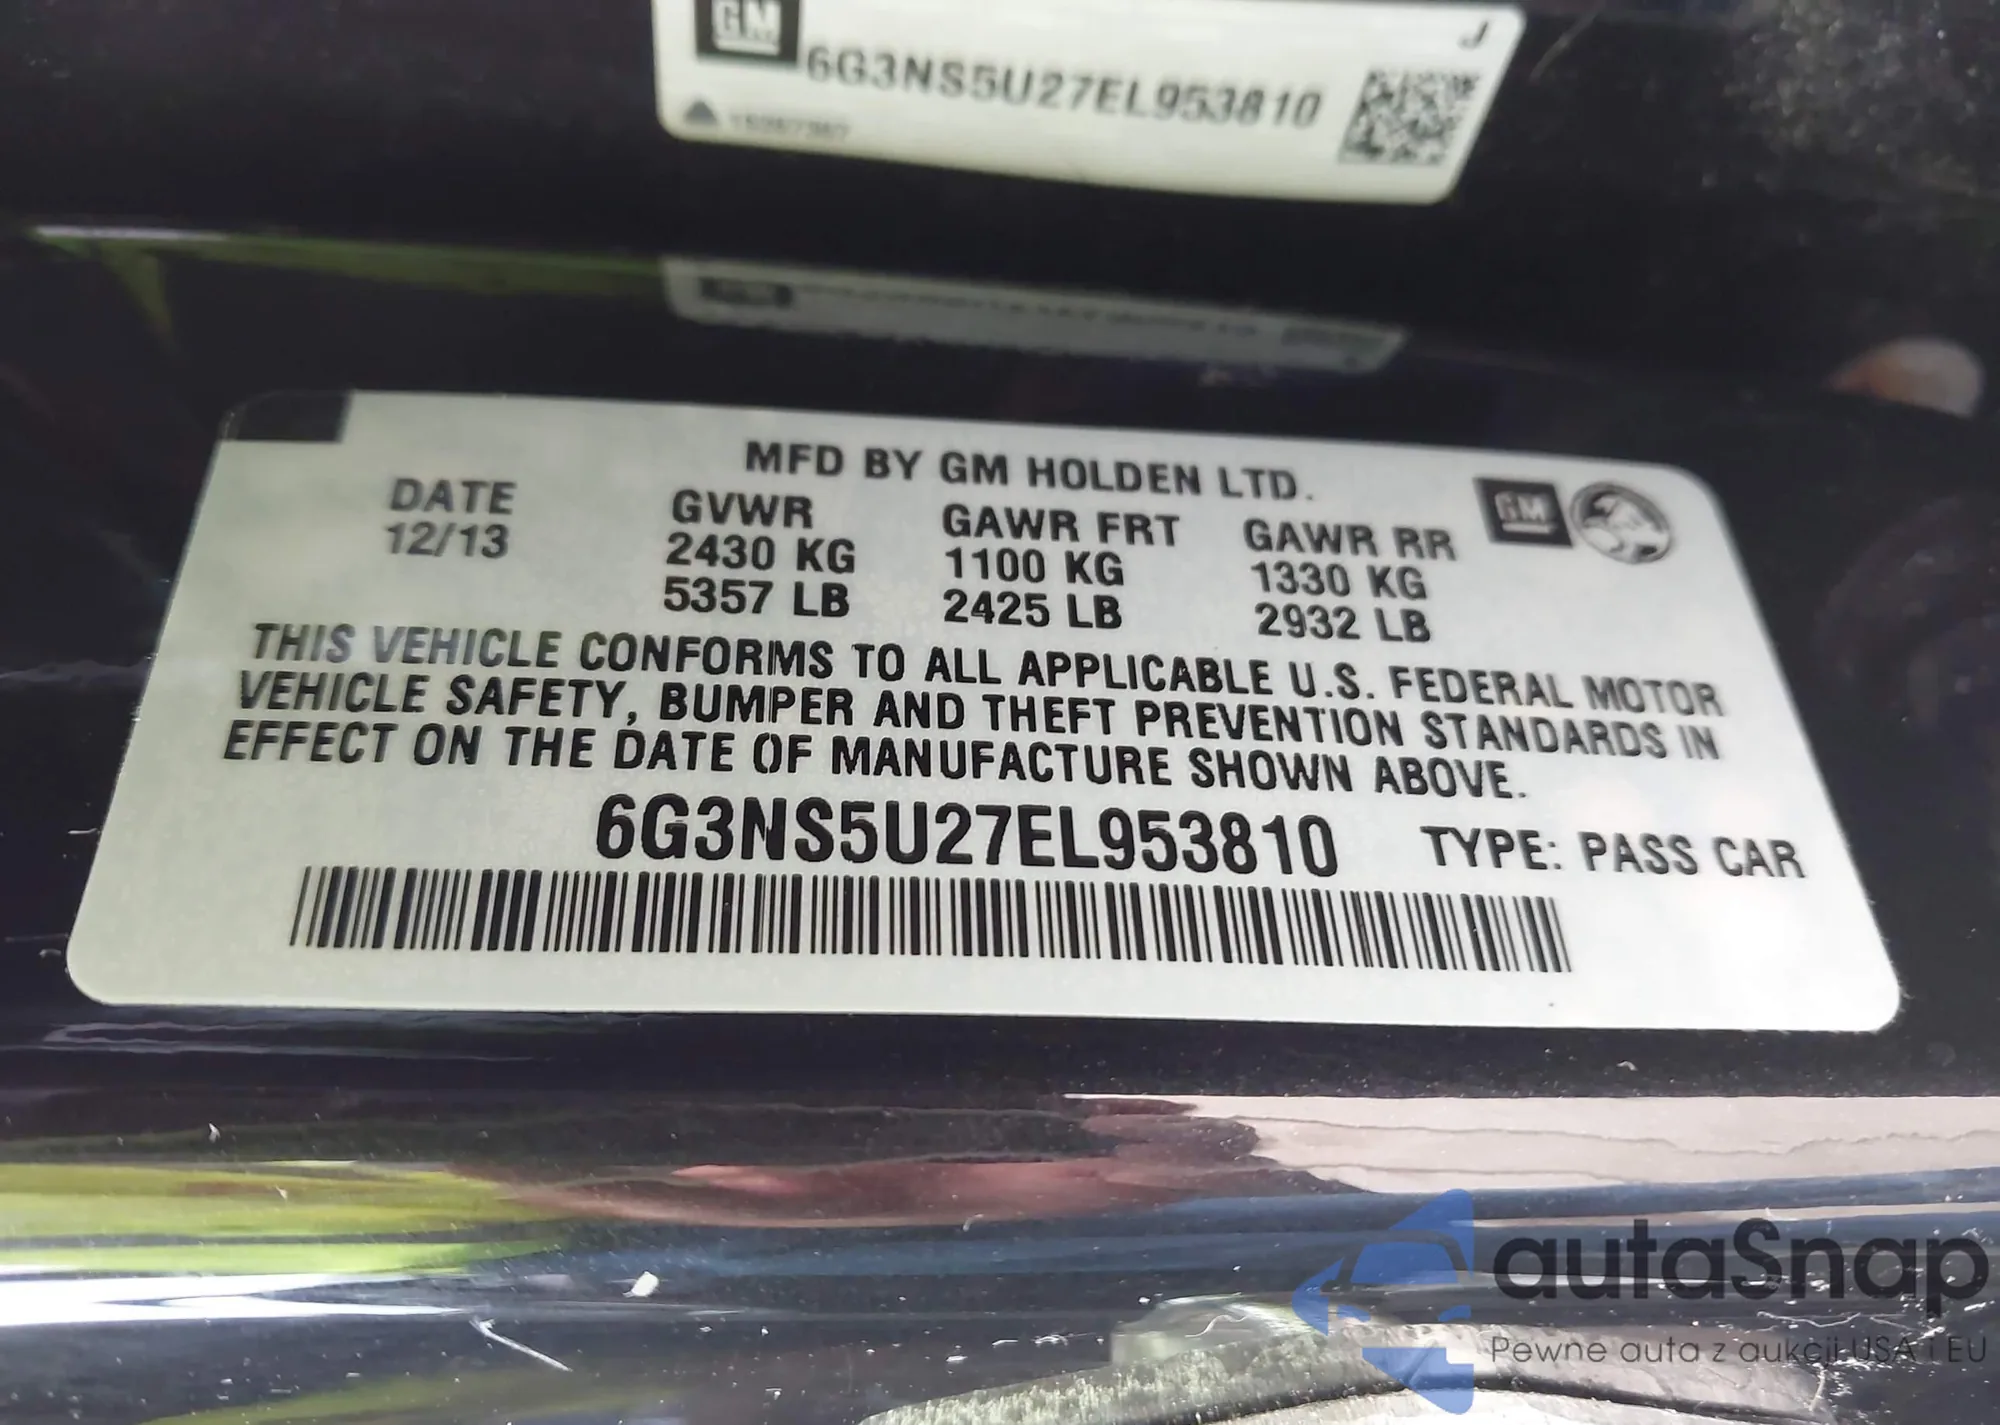 GM
J
6G3NS5U27EL953810
MFD BY GM HOLDEN LTD.
DATE
12/13
GVWR
2430 KG
5357 LB
GAWR FRT
1100 KG
2425 LB
GAWR RR
1330 KG
2932 LB
GM
THIS VEHICLE CONFORMS TO ALL APPLICABLE U.S. FEDERAL MOTOR
VEHICLE SAFETY, BUMPER AND THEFT PREVENTION STANDARDS IN
EFFECT ON THE DATE OF MANUFACTURE SHOWN ABOVE.
6G3NS5U27EL953810 TYPE: PASS CAR
autaSnap
Pewne auta z aukcji USA i EU